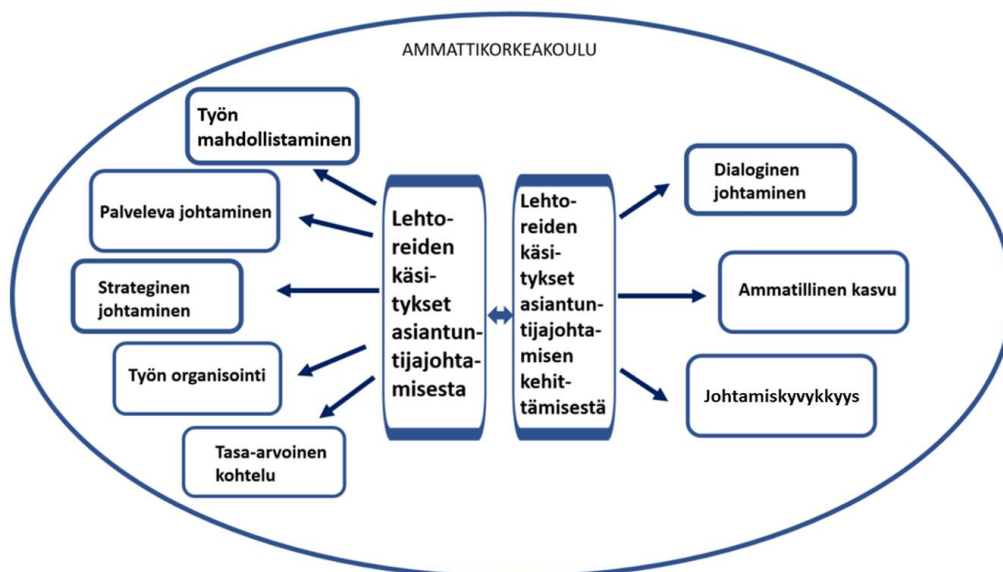 AMMATTIKORKEAKOULU
Työn
mahdollistaminen
Palveleva johtaminen
Strateginen
johtaminen
Työn organisointi
Tasa-arvoinen
kohtelu
Lehto-
reiden
käsi-
tykset
asiantun-
tijajohta-
misesta
Lehto-
reiden
käsi-
tykset
asiantun-
tijajohta-
misen
kehit-
tämisestä
Dialoginen
johtaminen
Ammatillinen kasvu
Johtamiskyvykkyys